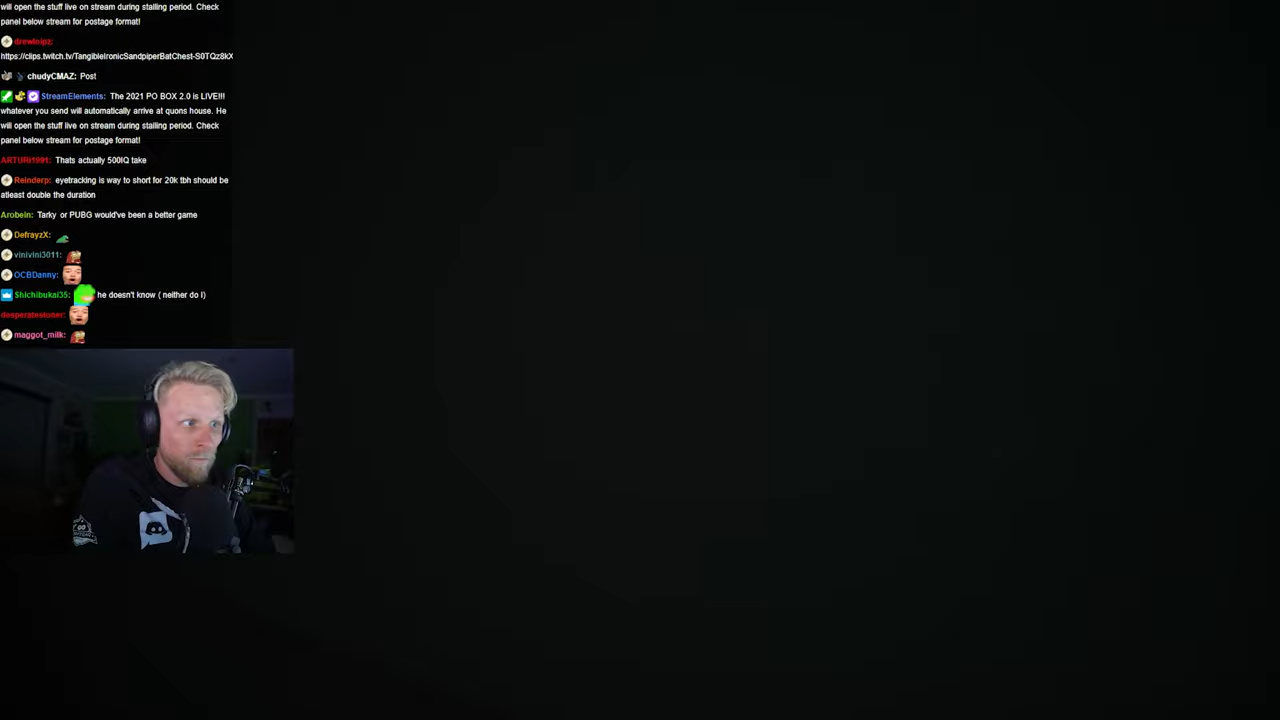 will open the stuff live on stream during stalling period. Check
panel below stream for postage format!
https://clips.twitch.tv/TangibleIronicSandpiperBatChest-S0TQz8kX
chudyCMAZ: Post
StreamElements: The 2021 PO BOX 2.0 is LIVE!!!
whatever you send will automatically arrive at quons house. He
will open the stuff live on stream during stalling period. Check
panel below stream for postage format!
ARTURI1991: Thats actually 500IQ take
Reinderp: eyetracking is way to short for 20k tbh should be
atleast double the duration
Arobein: Tarky or PUBG would've been a better game
DefrayzX:
vinivini3011:
OCBDanny:
Shichibukai35: he doesn't know ( neither do I)
desperatestoner:
maggot_milk: